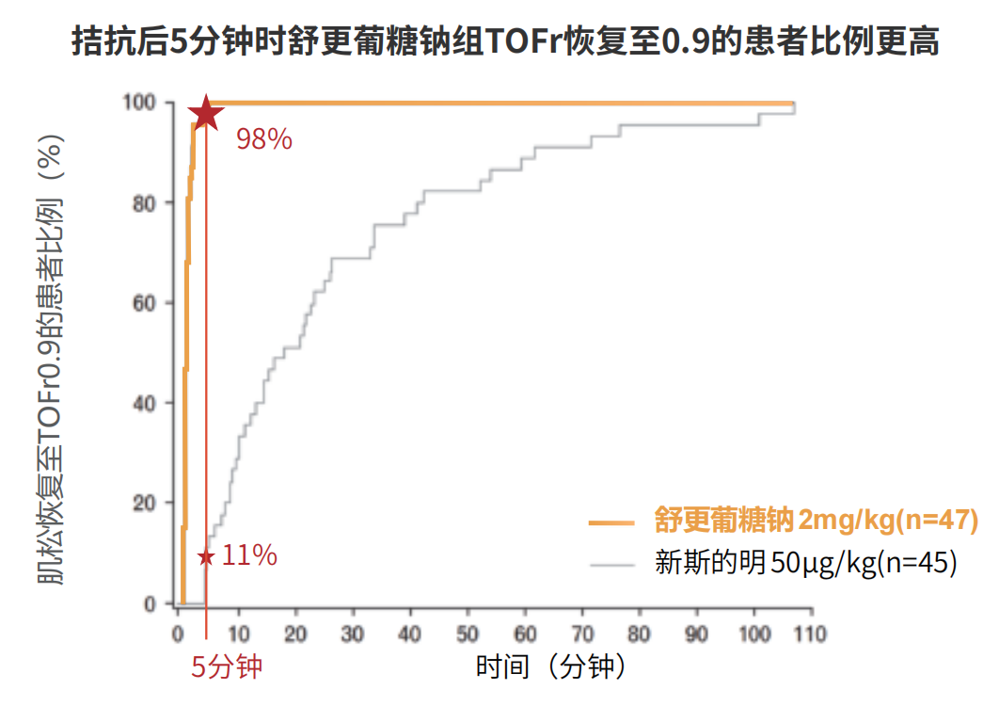 拮抗后5分钟时舒更葡糖钠组TOFr恢复至0.9的患者比例更高
肌松恢复至TOFr0.9的患者比例（%）
100
80
60
40
20
0
98%
11%
舒更葡糖钠 2mg/kg(n=47)
新斯的明 50μg/kg(n=45)
0 10 20 30 40 50 60 70 80 90 100 110
5分钟
时间（分钟）